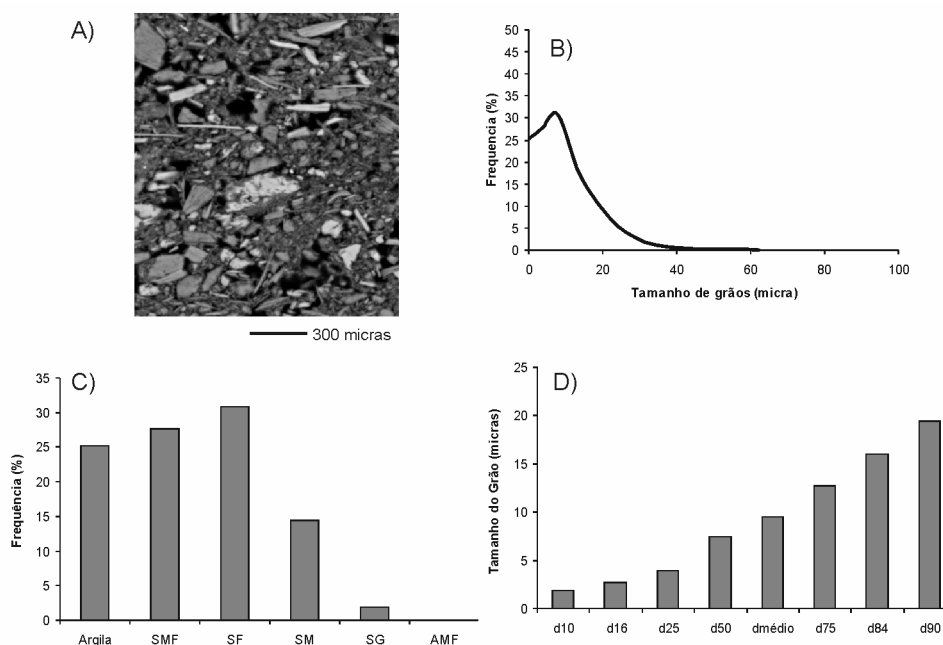 A)
300 micras
B)
Frequencia (%)
50
45
40
35
30
25
20
15
10
5
0
0 20 40 60 80 100
Tamanho de grãos (micra)
C)
Frequência (%)
35
30
25
20
15
10
5
0
Argila SMF SF SM SG AMF
D)
Tamanho do Grão (micras)
25
20
15
10
5
0
d10 d16 d25 d50 dmédio d75 d84 d90